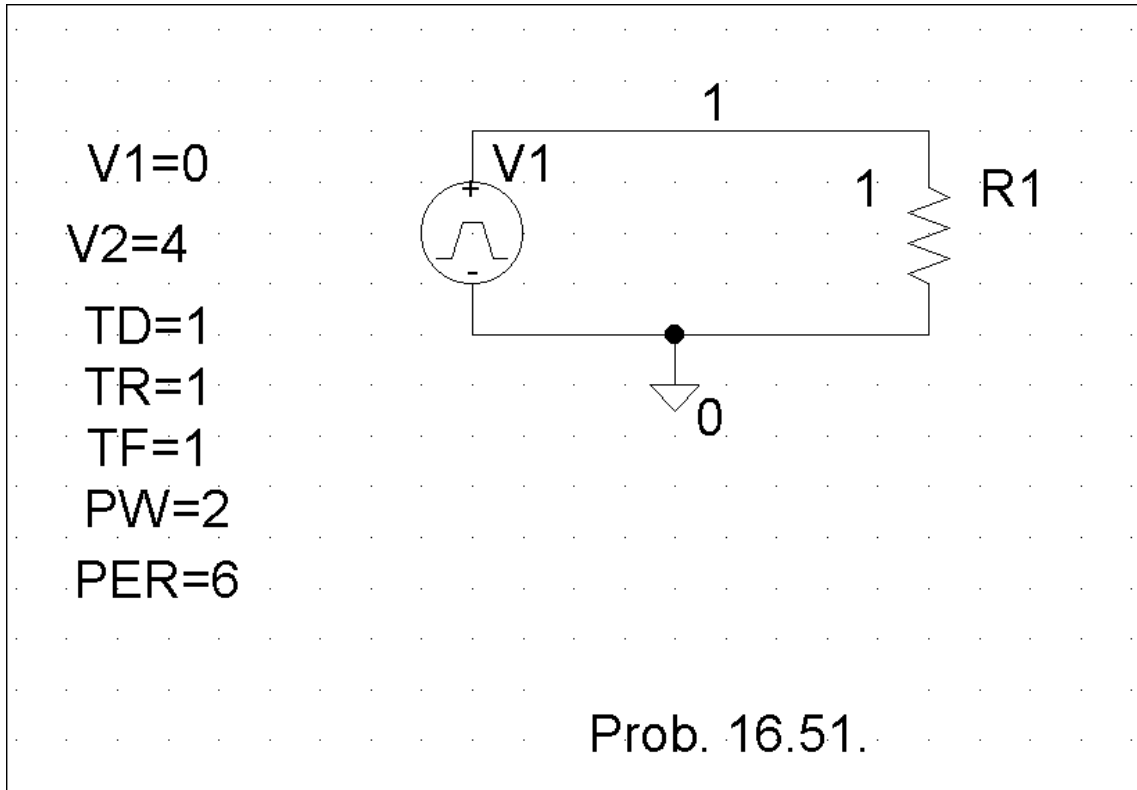 1
V1=0
V1
1
R1
V2=4
+
-
TD=1
TR=1
TF=1
0
PW=2
PER=6
Prob. 16.51.